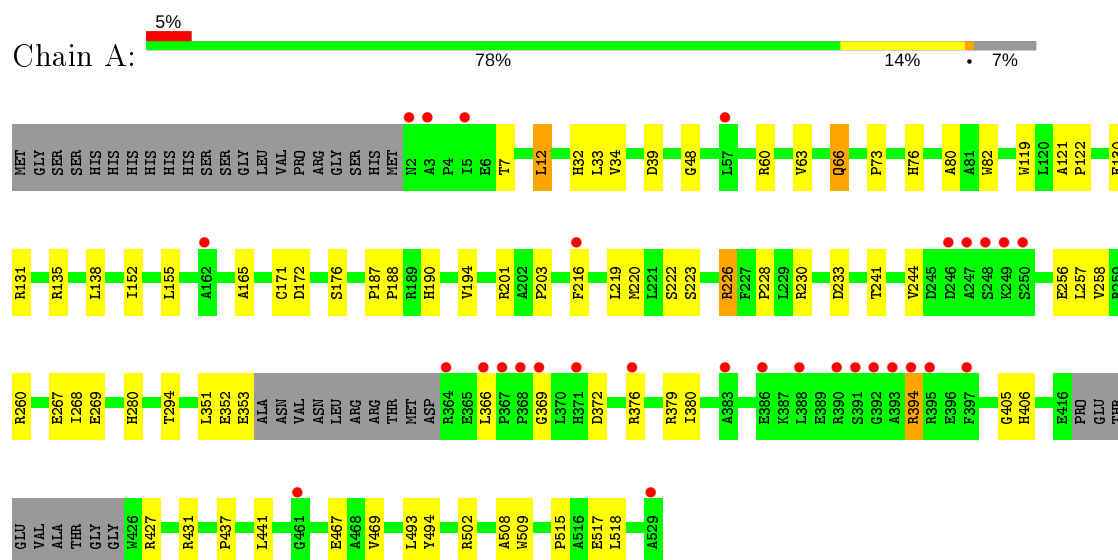 5%
Chain A:
78% 14% • 7%
MET GLY SER SER HIS HIS HIS HIS HIS HIS SER SER GLY LEU VAL PRO ARG GLY SER HIS MET N2 A3 P4 I5 E6 T7 L12 H32 L33 V34 D39 G48 L57 R60 V63 Q66 P73 H76 A80 A81 W82 W119 L120 A121 P122
R131 R135 L138 I152 L155 A162 A165 C171 D172 S176 P187 P188 R189 H190 V194 R201 A202 P203 F216 L219 M220 L221 S222 S223 R226 F227 P228 L229 R230 D233 T241 V244 D245 D246 A247 S248 K249 S250 E256 L257 V258
R260 E267 I268 E269 H280 T294 L351 E352 E353 ALA ASN VAL ASN LEU ARG ARG THR MET ASP R364 E365 L366 P367 P368 G369 L370 H371 D372 R376 R379 I380 A383 E386 K387 L388 E389 R390 S391 G392 A393 R394 R395 E396 F397 G405 H406 E416 PRO GLU THR
GLU VAL ALA THR GLY GLY W426 R427 R431 P437 L441 G461 E467 A468 V469 L493 Y494 R502 A508 W509 P515 A516 E517 L518 A529